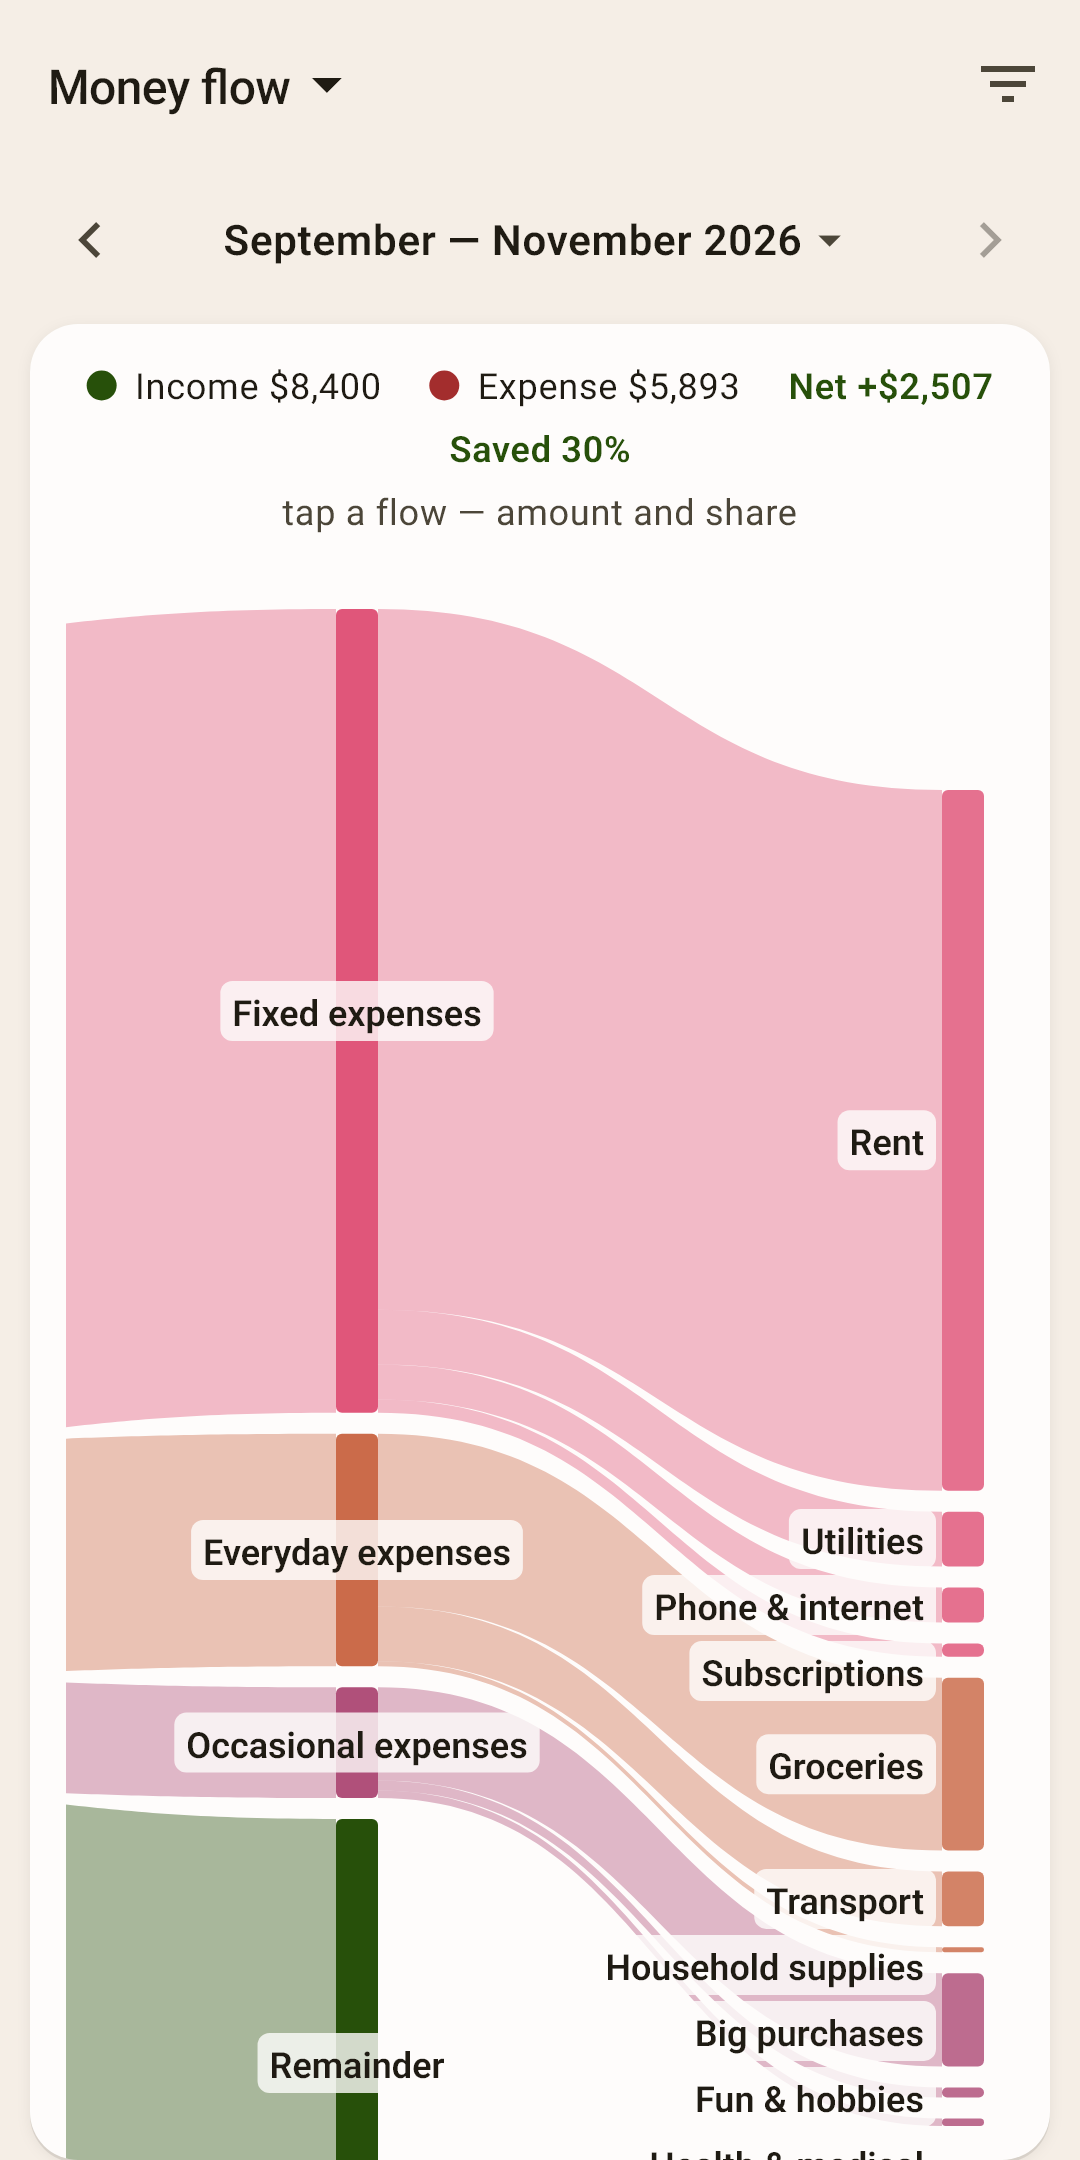 Money flow
September — November 2026
Income $8,400 Expense $5,893 Net +$2,507
Saved 30%
tap a flow — amount and share
Fixed expenses
Rent
Utilities
Everyday expenses
Phone & internet
Subscriptions
Occasional expenses
Groceries
Transport
Household supplies
Big purchases
Remainder
Fun & hobbies
Health & medical